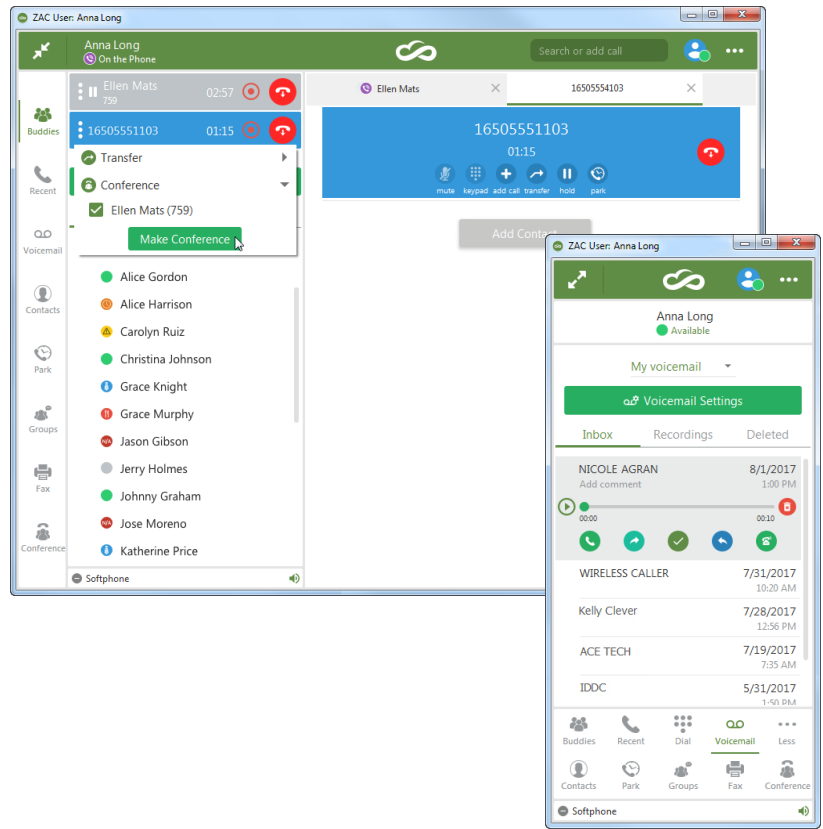 ZAC User: Anna Long
Anna Long
On the Phone
Search or add call
Buddies
Recent
Voicemail
Contacts
Park
Groups
Fax
Conference
Ellen Mats 02:57
759
16505551103 01:15
Transfer
Conference
Ellen Mats (759)
Make Conference
Alice Gordon
Alice Harrison
Carolyn Ruiz
Christina Johnson
Grace Knight
Grace Murphy
N/A Jason Gibson
Jerry Holmes
Johnny Graham
N/A Jose Moreno
Katherine Price
Softphone
Ellen Mats 16505554103
16505551103
01:15
mute keypad add call transfer hold park
Add Contact
ZAC User: Anna Long
Anna Long
Available
My voicemail
Voicemail Settings
Inbox Recordings Deleted
NICOLE AGRAN 8/1/2017
Add comment 1:00 PM
00:00 00:10
WIRELESS CALLER 7/31/2017
10:20 AM
Kelly Clever 7/28/2017
12:56 PM
ACE TECH 7/19/2017
7:35 AM
IDDC 5/31/2017
1:50 PM
Buddies Recent Dial Voicemail Less
Contacts Park Groups Fax Conference
Softphone